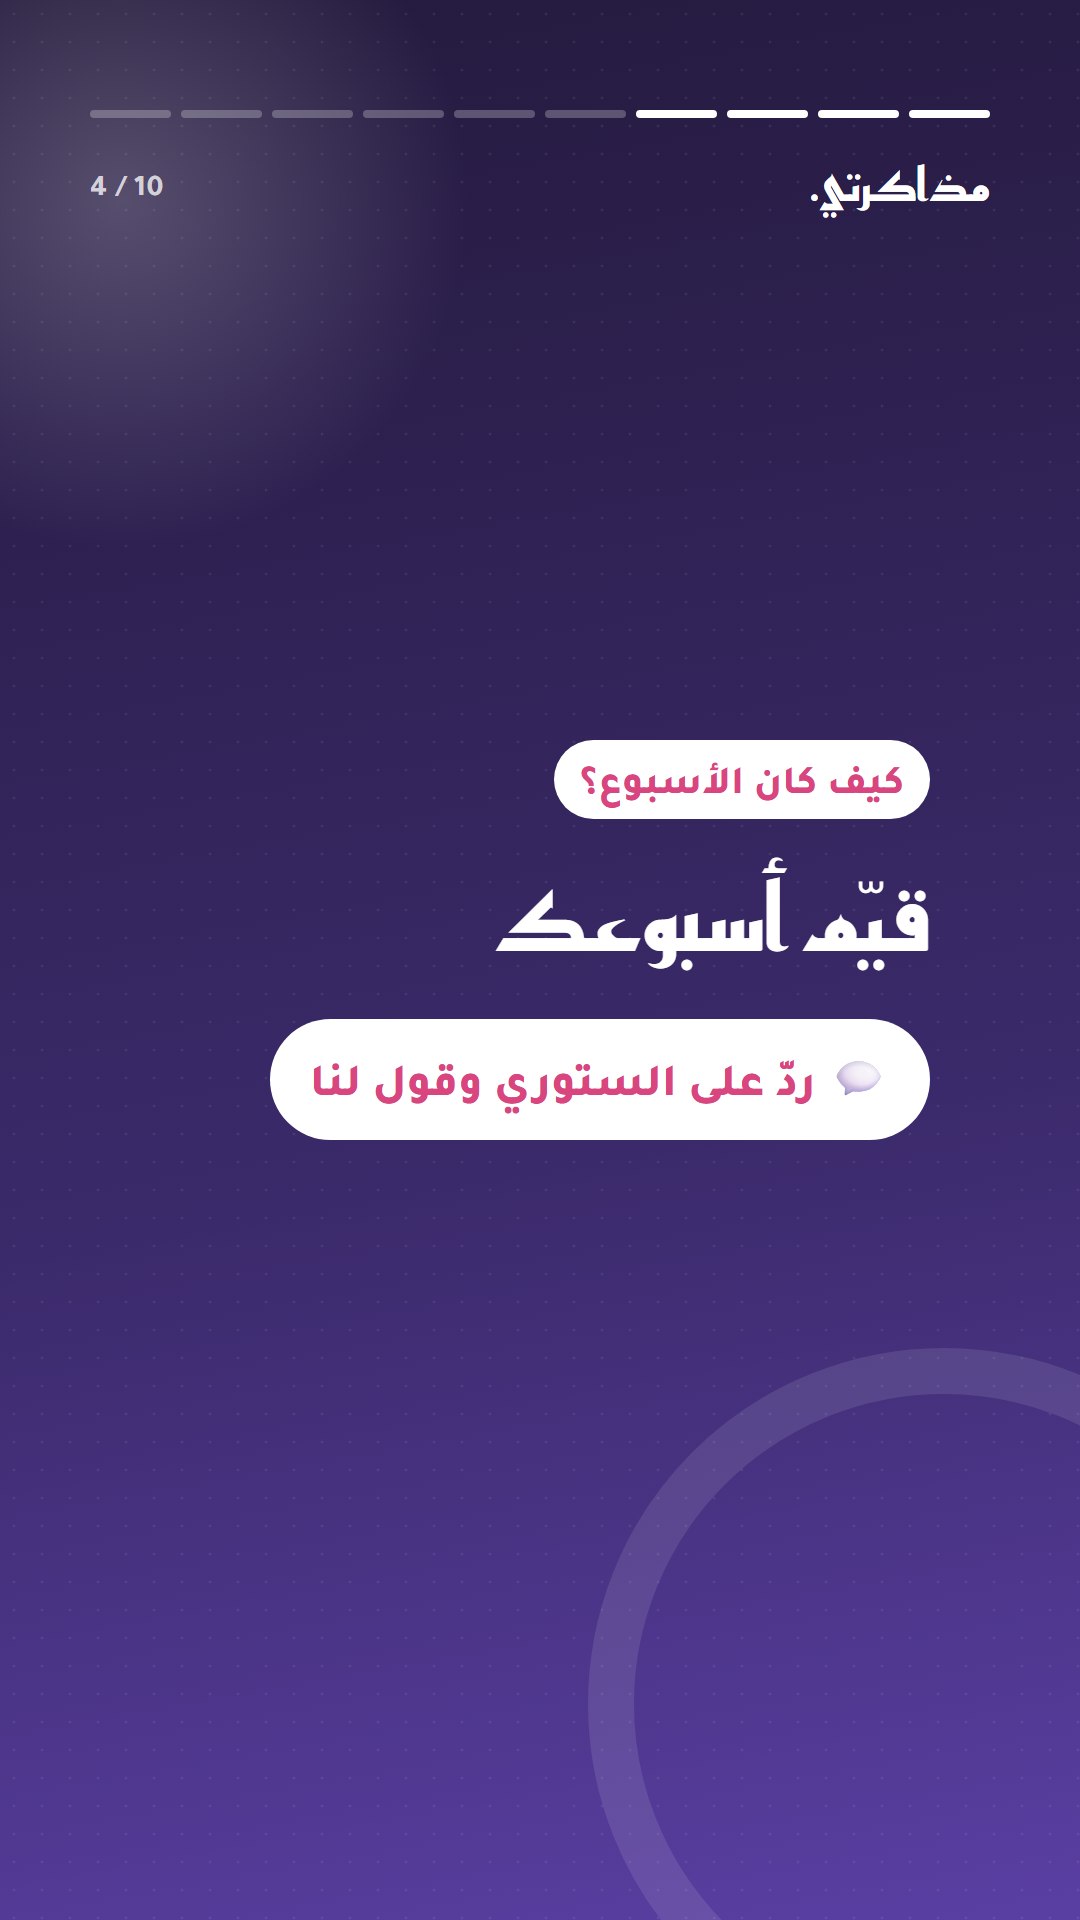 مذاكرتي.
4 / 10
كيف كان الأسبوع؟
قيّم أسبوعك
ردّ على الستوري وقول لنا